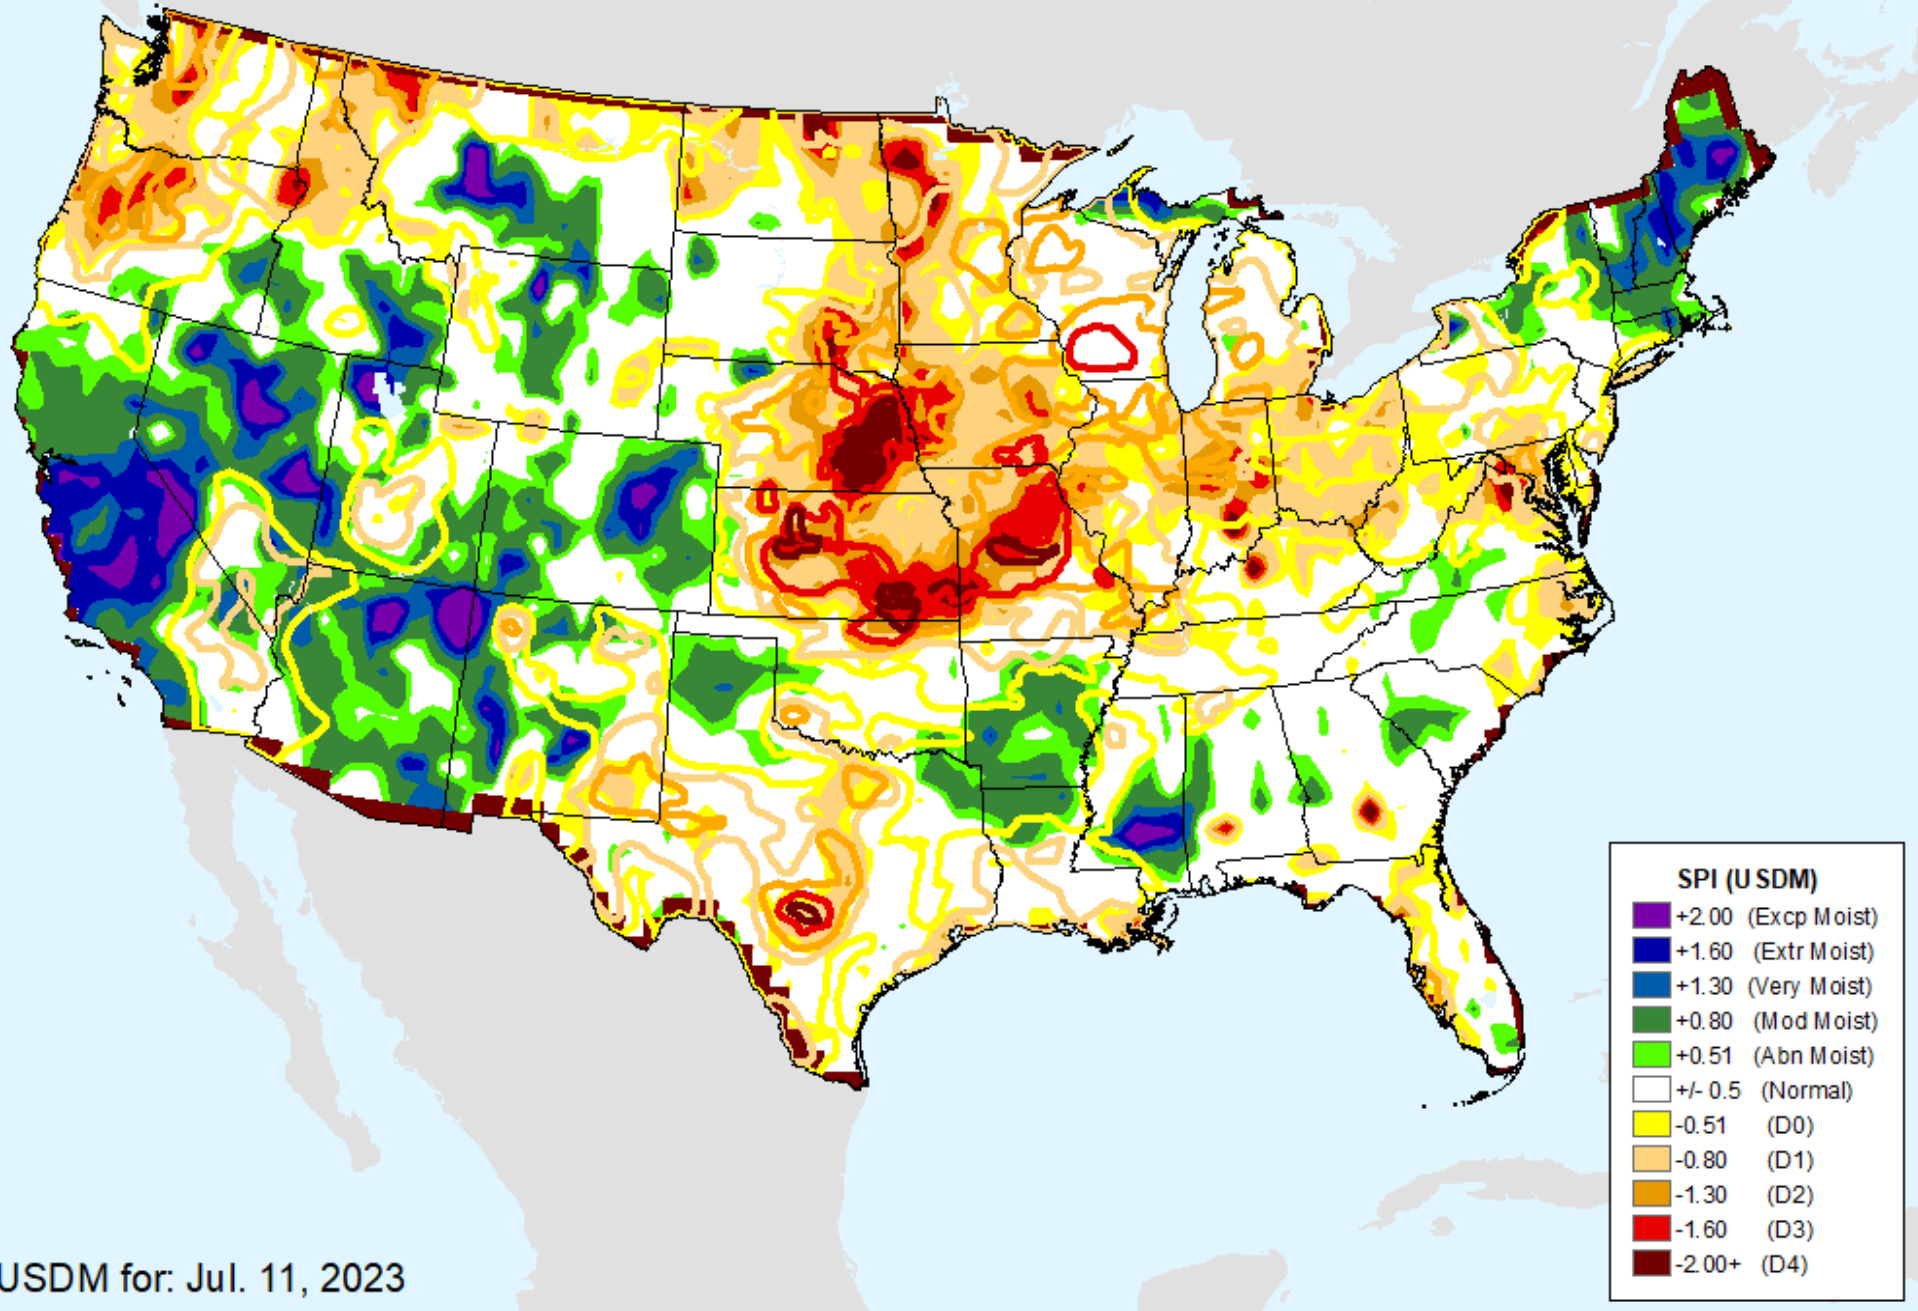 SPI (USDM)
+2.00 (Excp Moist)
+1.60 (Extr Moist)
+1.30 (Very Moist)
+0.80 (Mod Moist)
+0.51 (Abn Moist)
+/- 0.5 (Normal)
-0.51 (D0)
-0.80 (D1)
-1.30 (D2)
-1.60 (D3)
-2.00+ (D4)
USDM for: Jul. 11, 2023